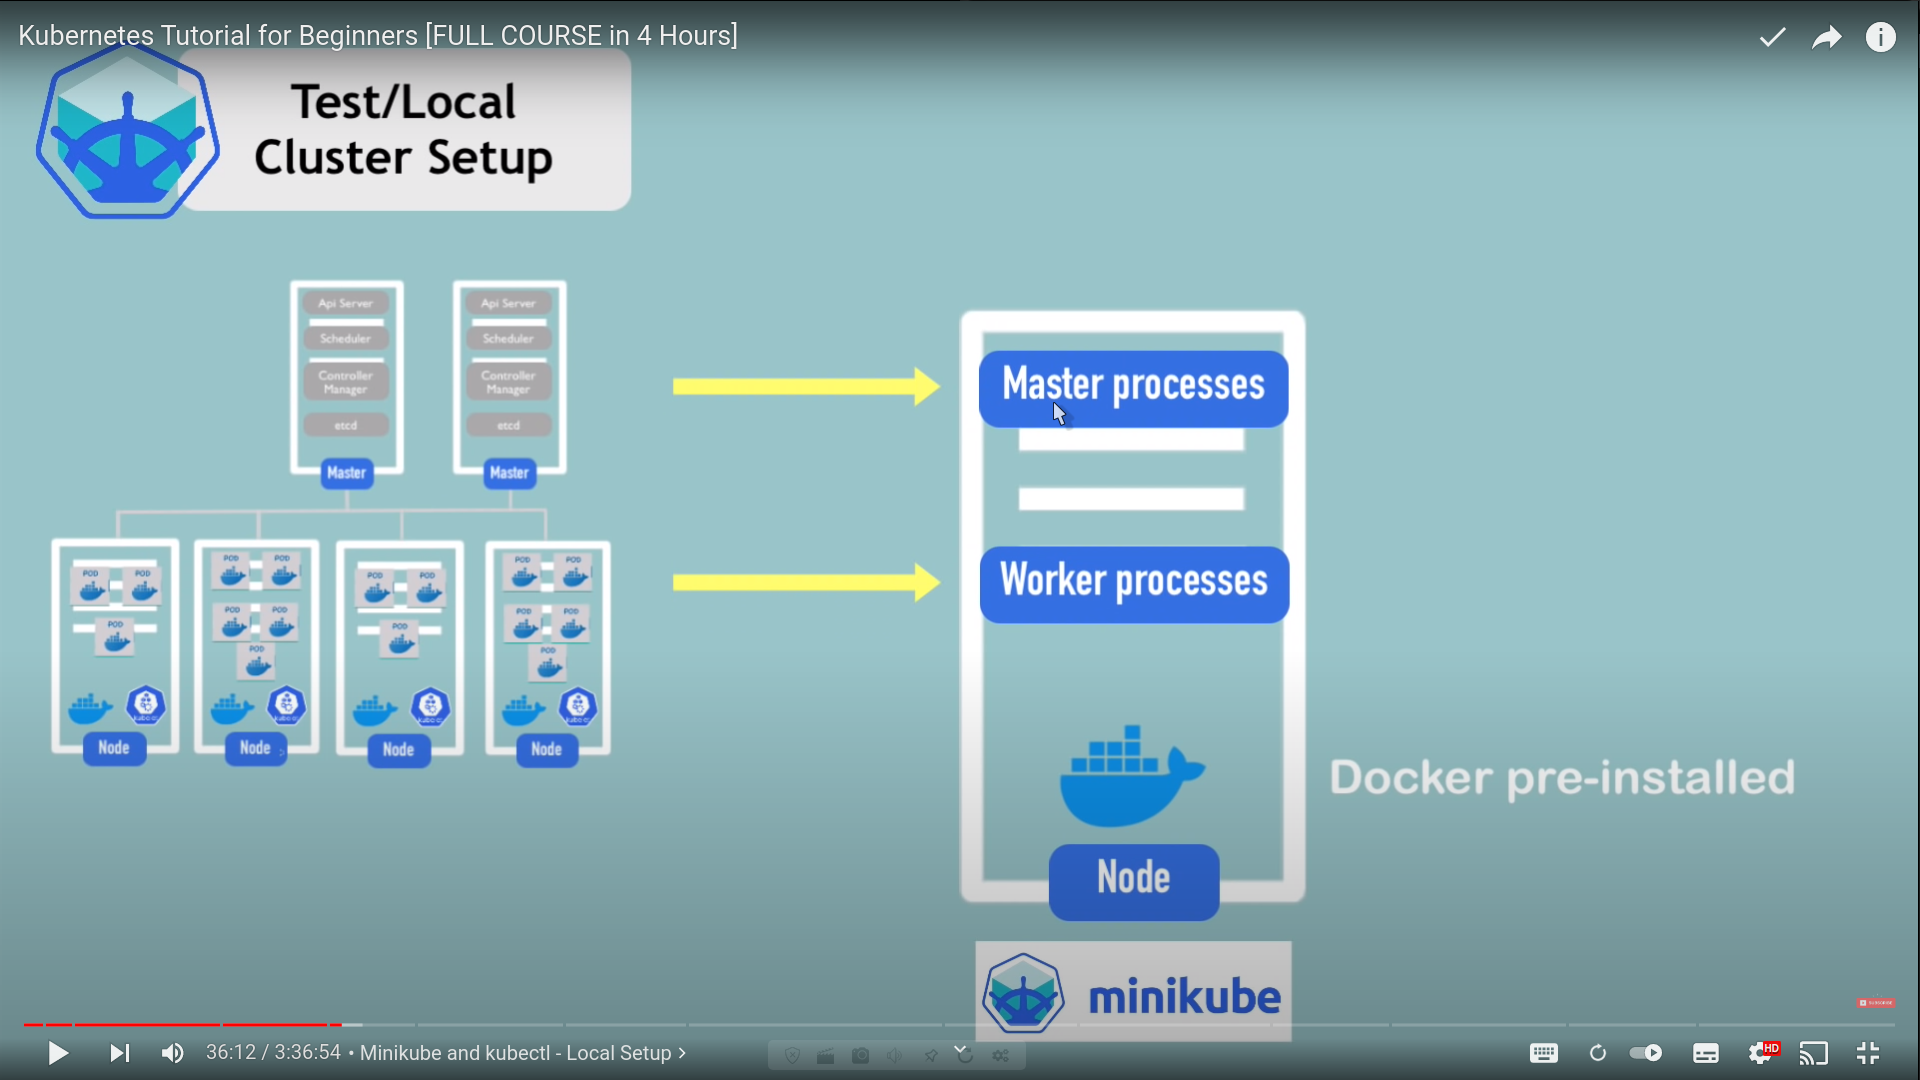 Kubernetes Tutorial for Beginners [FULL COURSE in 4 Hours]
Test/Local
Cluster Setup
Api Server
Scheduler
Controller
Manager
etcd
Master
Api Server
Scheduler
Controller
Manager
etcd
Master
POD
POD
POD
Node
POD
POD
POD
POD
POD
Node
POD
POD
POD
Node
POD
POD
POD
POD
POD
Node
Master processes
Worker processes
Docker pre-installed
Node
minikube
36:12 / 3:36:54 • Minikube and kubectl - Local Setup
HD